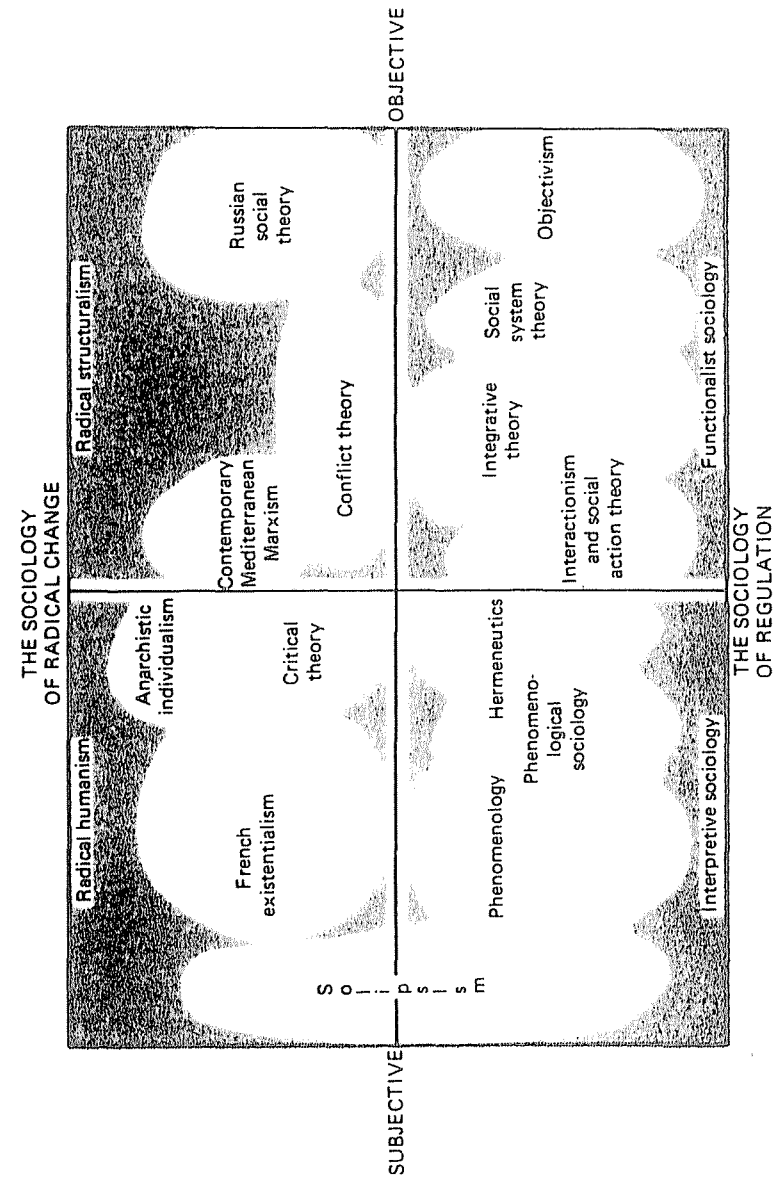 THE SOCIOLOGY
OF RADICAL CHANGE
Radical humanism
Radical structuralism
Anarchistic
individualism
French
existentialism
Critical
theory
Contemporary
Mediterranean
Marxism
Conflict theory
Russian
social
theory
Solipsism
SUBJECTIVE
OBJECTIVE
Phenomenology
Hermeneutics
Phenomeno-
logical
sociology
Integrative
theory
Social
system
theory
Objectivism
Interactionism
and social
action theory
Interpretive sociology
Functionalist sociology
THE SOCIOLOGY
OF REGULATION